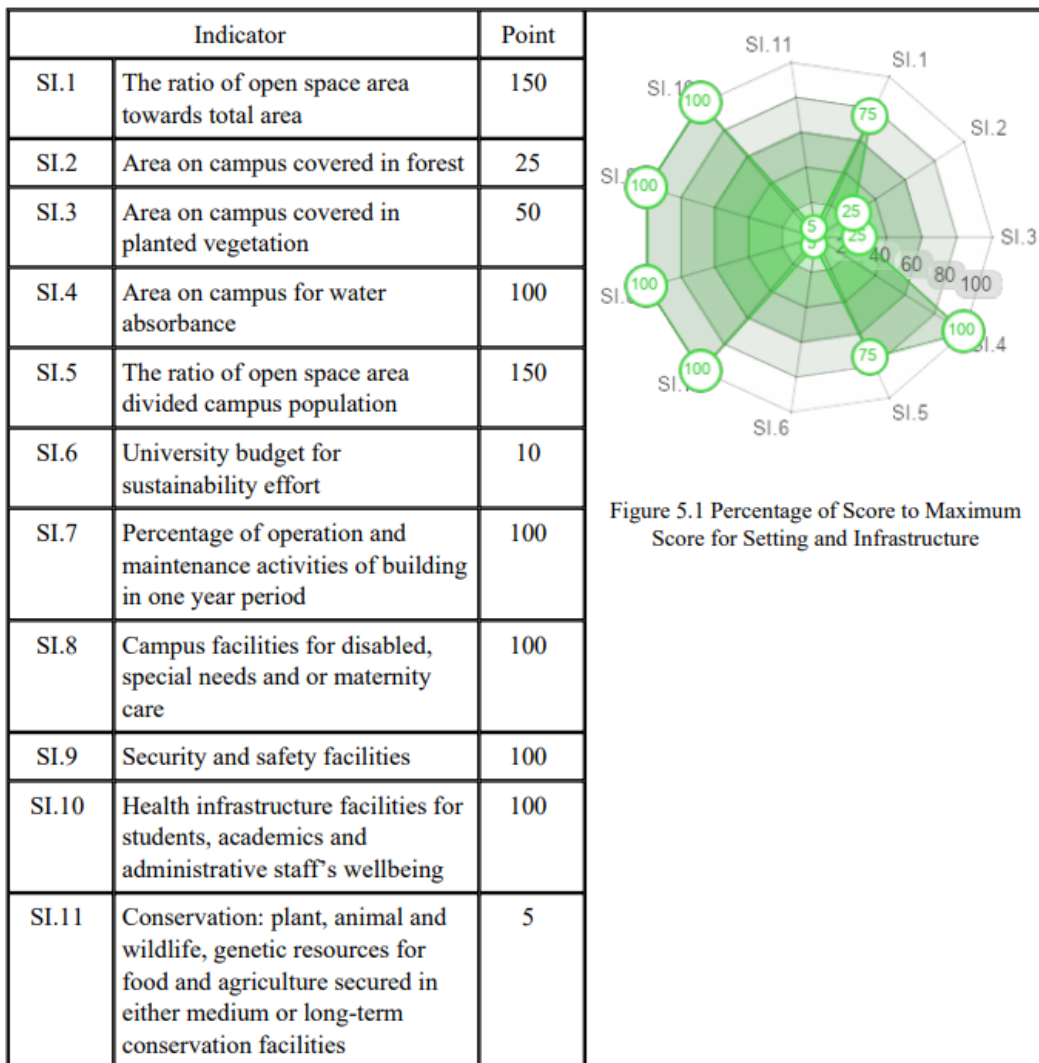 Indicator Point
SI.1 The ratio of open space area 150
towards total area
SI.2 Area on campus covered in forest 25
SI.3 Area on campus covered in 50
planted vegetation
SI.4 Area on campus for water 100
absorbance
SI.5 The ratio of open space area 150
divided campus population
SI.6 University budget for 10
sustainability effort
SI.7 Percentage of operation and 100
maintenance activities of building
in one year period
SI.8 Campus facilities for disabled, 100
special needs and or maternity
care
SI.9 Security and safety facilities 100
SI.10 Health infrastructure facilities for 100
students, academics and
administrative staff’s wellbeing
SI.11 Conservation: plant, animal and 5
wildlife, genetic resources for
food and agriculture secured in
either medium or long-term
conservation facilities
SI.11
SI.1
100
75
SI.2
100
25
5
25
SI.3
5
40
60
80
100
100
100
SI.4
100
75
SI.5
SI.6
Figure 5.1 Percentage of Score to Maximum
Score for Setting and Infrastructure